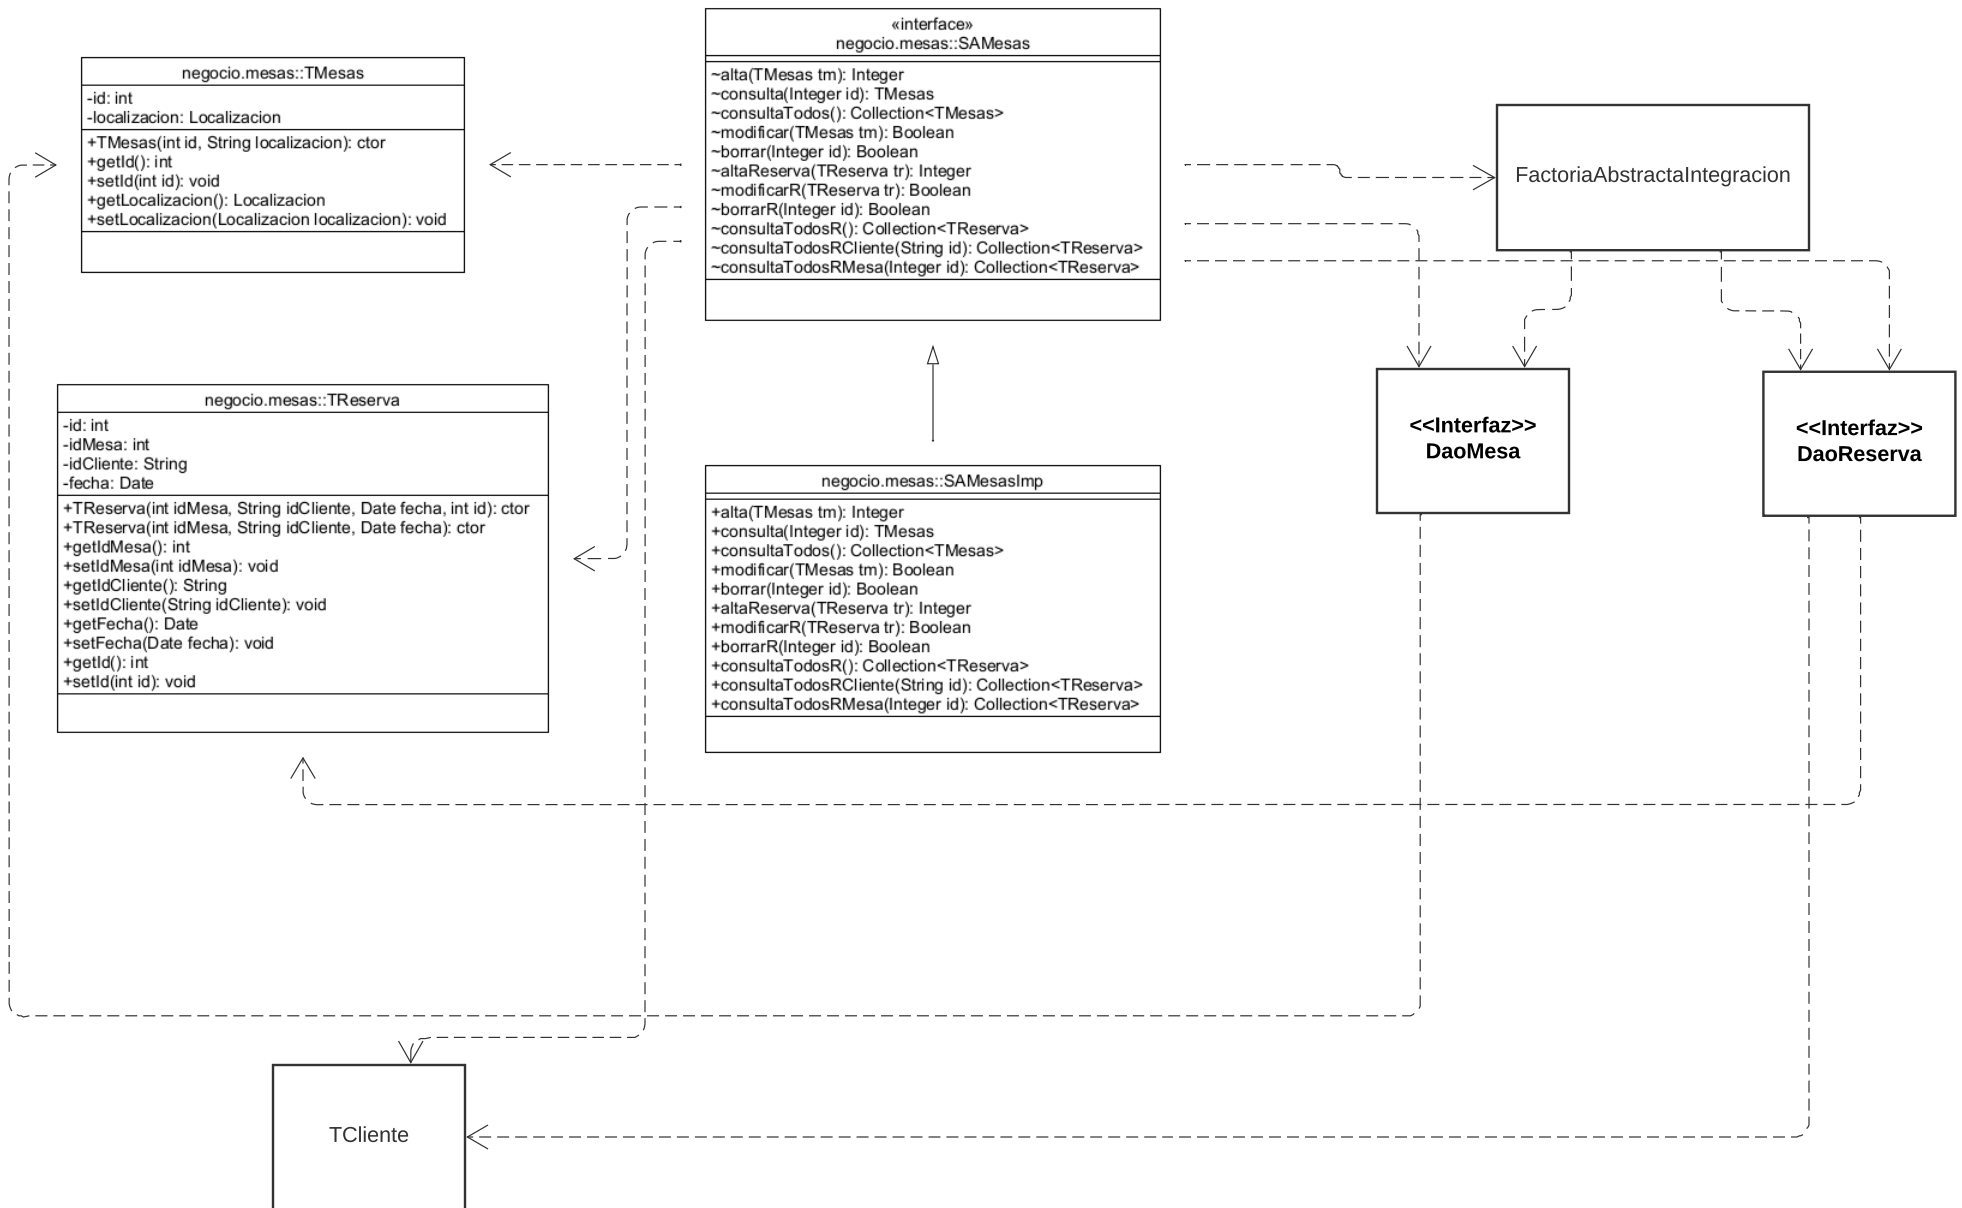 negocio.mesas::TMesas
-id: int
-localizacion: Localizacion
+TMesas(int id, String localizacion): ctor
+getId(): int
+setId(int id): void
+getLocalizacion(): Localizacion
+setLocalizacion(Localizacion localizacion): void
«interface»
negocio.mesas::SAMesas
~alta(TMesas tm): Integer
~consulta(Integer id): TMesas
~consultaTodos(): Collection<TMesas>
~modificar(TMesas tm): Boolean
~borrar(Integer id): Boolean
~altaReserva(TReserva tr): Integer
~modificarR(TReserva tr): Boolean
~borrarR(Integer id): Boolean
~consultaTodosR(): Collection<TReserva>
~consultaTodosRCliente(String id): Collection<TReserva>
~consultaTodosRMesa(Integer id): Collection<TReserva>
FactoriaAbstractaIntegracion
negocio.mesas::TReserva
-id: int
-idMesa: int
-idCliente: String
-fecha: Date
+TReserva(int idMesa, String idCliente, Date fecha, int id): ctor
+TReserva(int idMesa, String idCliente, Date fecha): ctor
+getIdMesa(): int
+setIdMesa(int idMesa): void
+getIdCliente(): String
+setIdCliente(String idCliente): void
+getFecha(): Date
+setFecha(Date fecha): void
+getId(): int
+setId(int id): void
negocio.mesas::SAMesasImp
+alta(TMesas tm): Integer
+consulta(Integer id): TMesas
+consultaTodos(): Collection<TMesas>
+modificar(TMesas tm): Boolean
+borrar(Integer id): Boolean
+altaReserva(TReserva tr): Integer
+modificarR(TReserva tr): Boolean
+borrarR(Integer id): Boolean
+consultaTodosR(): Collection<TReserva>
+consultaTodosRCliente(String id): Collection<TReserva>
+consultaTodosRMesa(Integer id): Collection<TReserva>
<<Interfaz>>
DaoMesa
<<Interfaz>>
DaoReserva
TCliente